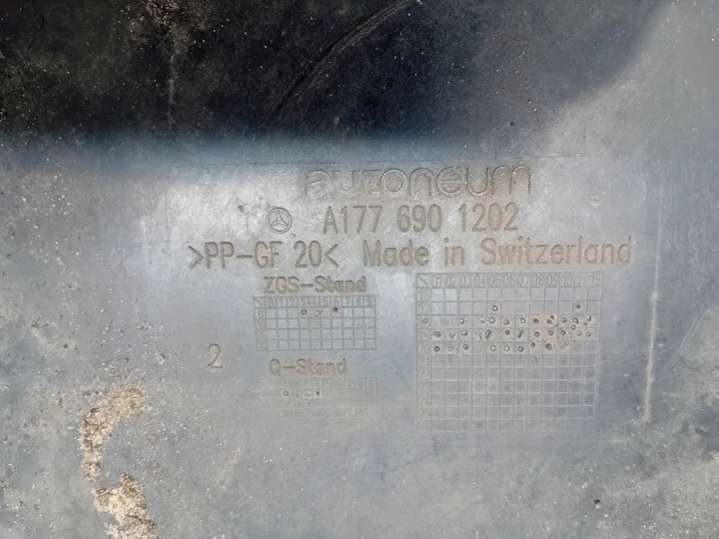 autoneum
A177 690 1202
>PP-GF 20< Made in Switzerland
ZGS-Stand
2
Q-Stand